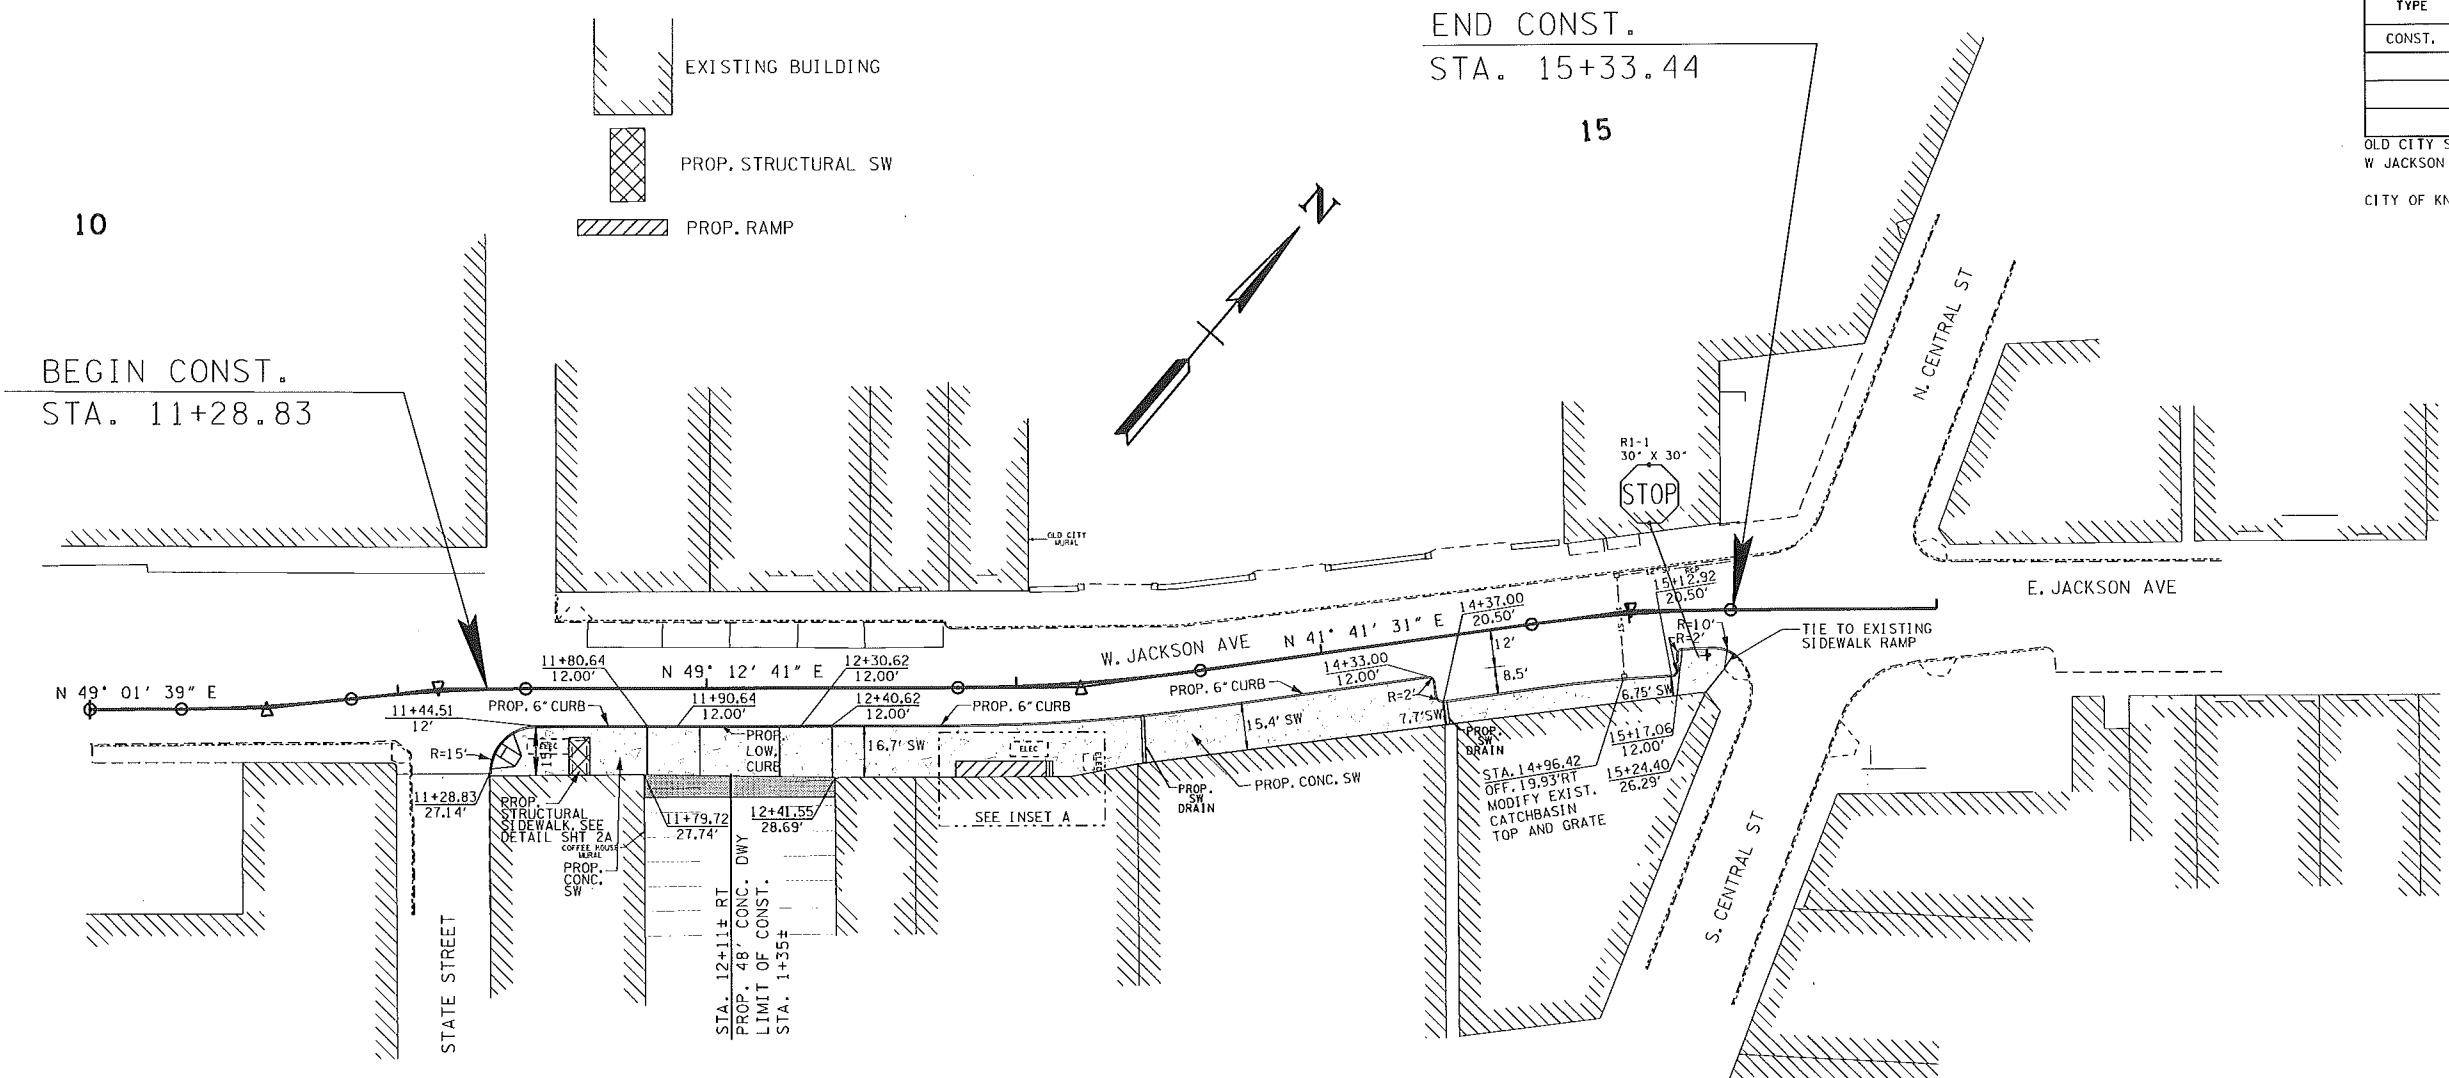 END CONST.
STA. 15+33.44
15
TYPE
CONST.
OLD CITY S
W JACKSON
CITY OF KN
EXISTING BUILDING
PROP. STRUCTURAL SW
PROP. RAMP
10
N
BEGIN CONST.
STA. 11+28.83
N. CENTRAL ST
R1-1
30" X 30"
STOP
OLD CITY
MURAL
E. JACKSON AVE
15+12.92
20.50'
14+37.00
20.50'
R=10'
R=2'
TIE TO EXISTING
SIDEWALK RAMP
W. JACKSON AVE
N 41° 41' 31" E
12'
8.5'
14+33.00
12.00'
R=2'
N 49° 01' 39" E
11+80.64
12.00'
N 49° 12' 41" E
12+30.62
12.00'
PROP. 6" CURB
11+44.51
12'
PROP. 6" CURB
11+90.64
12.00'
12+40.62
12.00'
PROP. 6" CURB
6.75' SW
7.7' SW
15.4' SW
16.7' SW
R=15'
ELEC
PROP.
LOW.
CURB
ELEC
ELEC
11+28.83
27.14'
PROP.
STRUCTURAL
SIDEWALK, SEE
DETAIL SHT 2A
COFFEE HOUSE
MURAL
PROP.
CONC.
SW
11+79.72
27.74'
12+41.55
28.69'
SEE INSET A
PROP.
SW
DRAIN
PROP. CONC. SW
PROP.
SW
DRAIN
15+17.06
12.00'
STA. 14+96.42
OFF. 19.93'RT
MODIFY EXIST.
CATCHBASIN
TOP AND GRATE
15+24.40
26.29'
STATE STREET
STA. 12+11± RT
PROP. 48' CONC. DWY
LIMIT OF CONST.
STA. 1+35±
S. CENTRAL ST